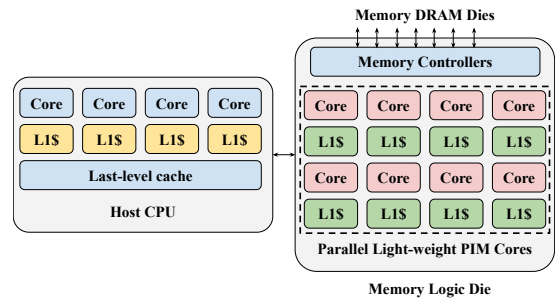 Memory DRAM Dies
Memory Controllers
Core Core Core Core
L1$ L1$ L1$ L1$
Last-level cache
Host CPU
Core Core Core Core
L1$ L1$ L1$ L1$
Core Core Core Core
L1$ L1$ L1$ L1$
Parallel Light-weight PIM Cores
Memory Logic Die